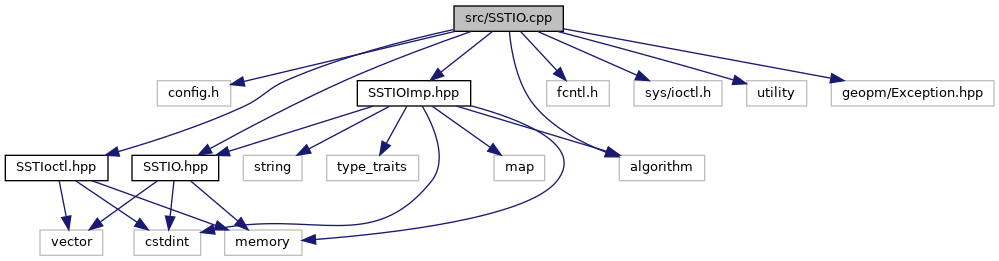 src/SSTIO.cpp
config.h
SSTIOImp.hpp
fcntl.h
sys/ioctl.h
utility
geopm/Exception.hpp
SSTIoctl.hpp
SSTIO.hpp
string
type_traits
map
algorithm
vector
cstdint
memory